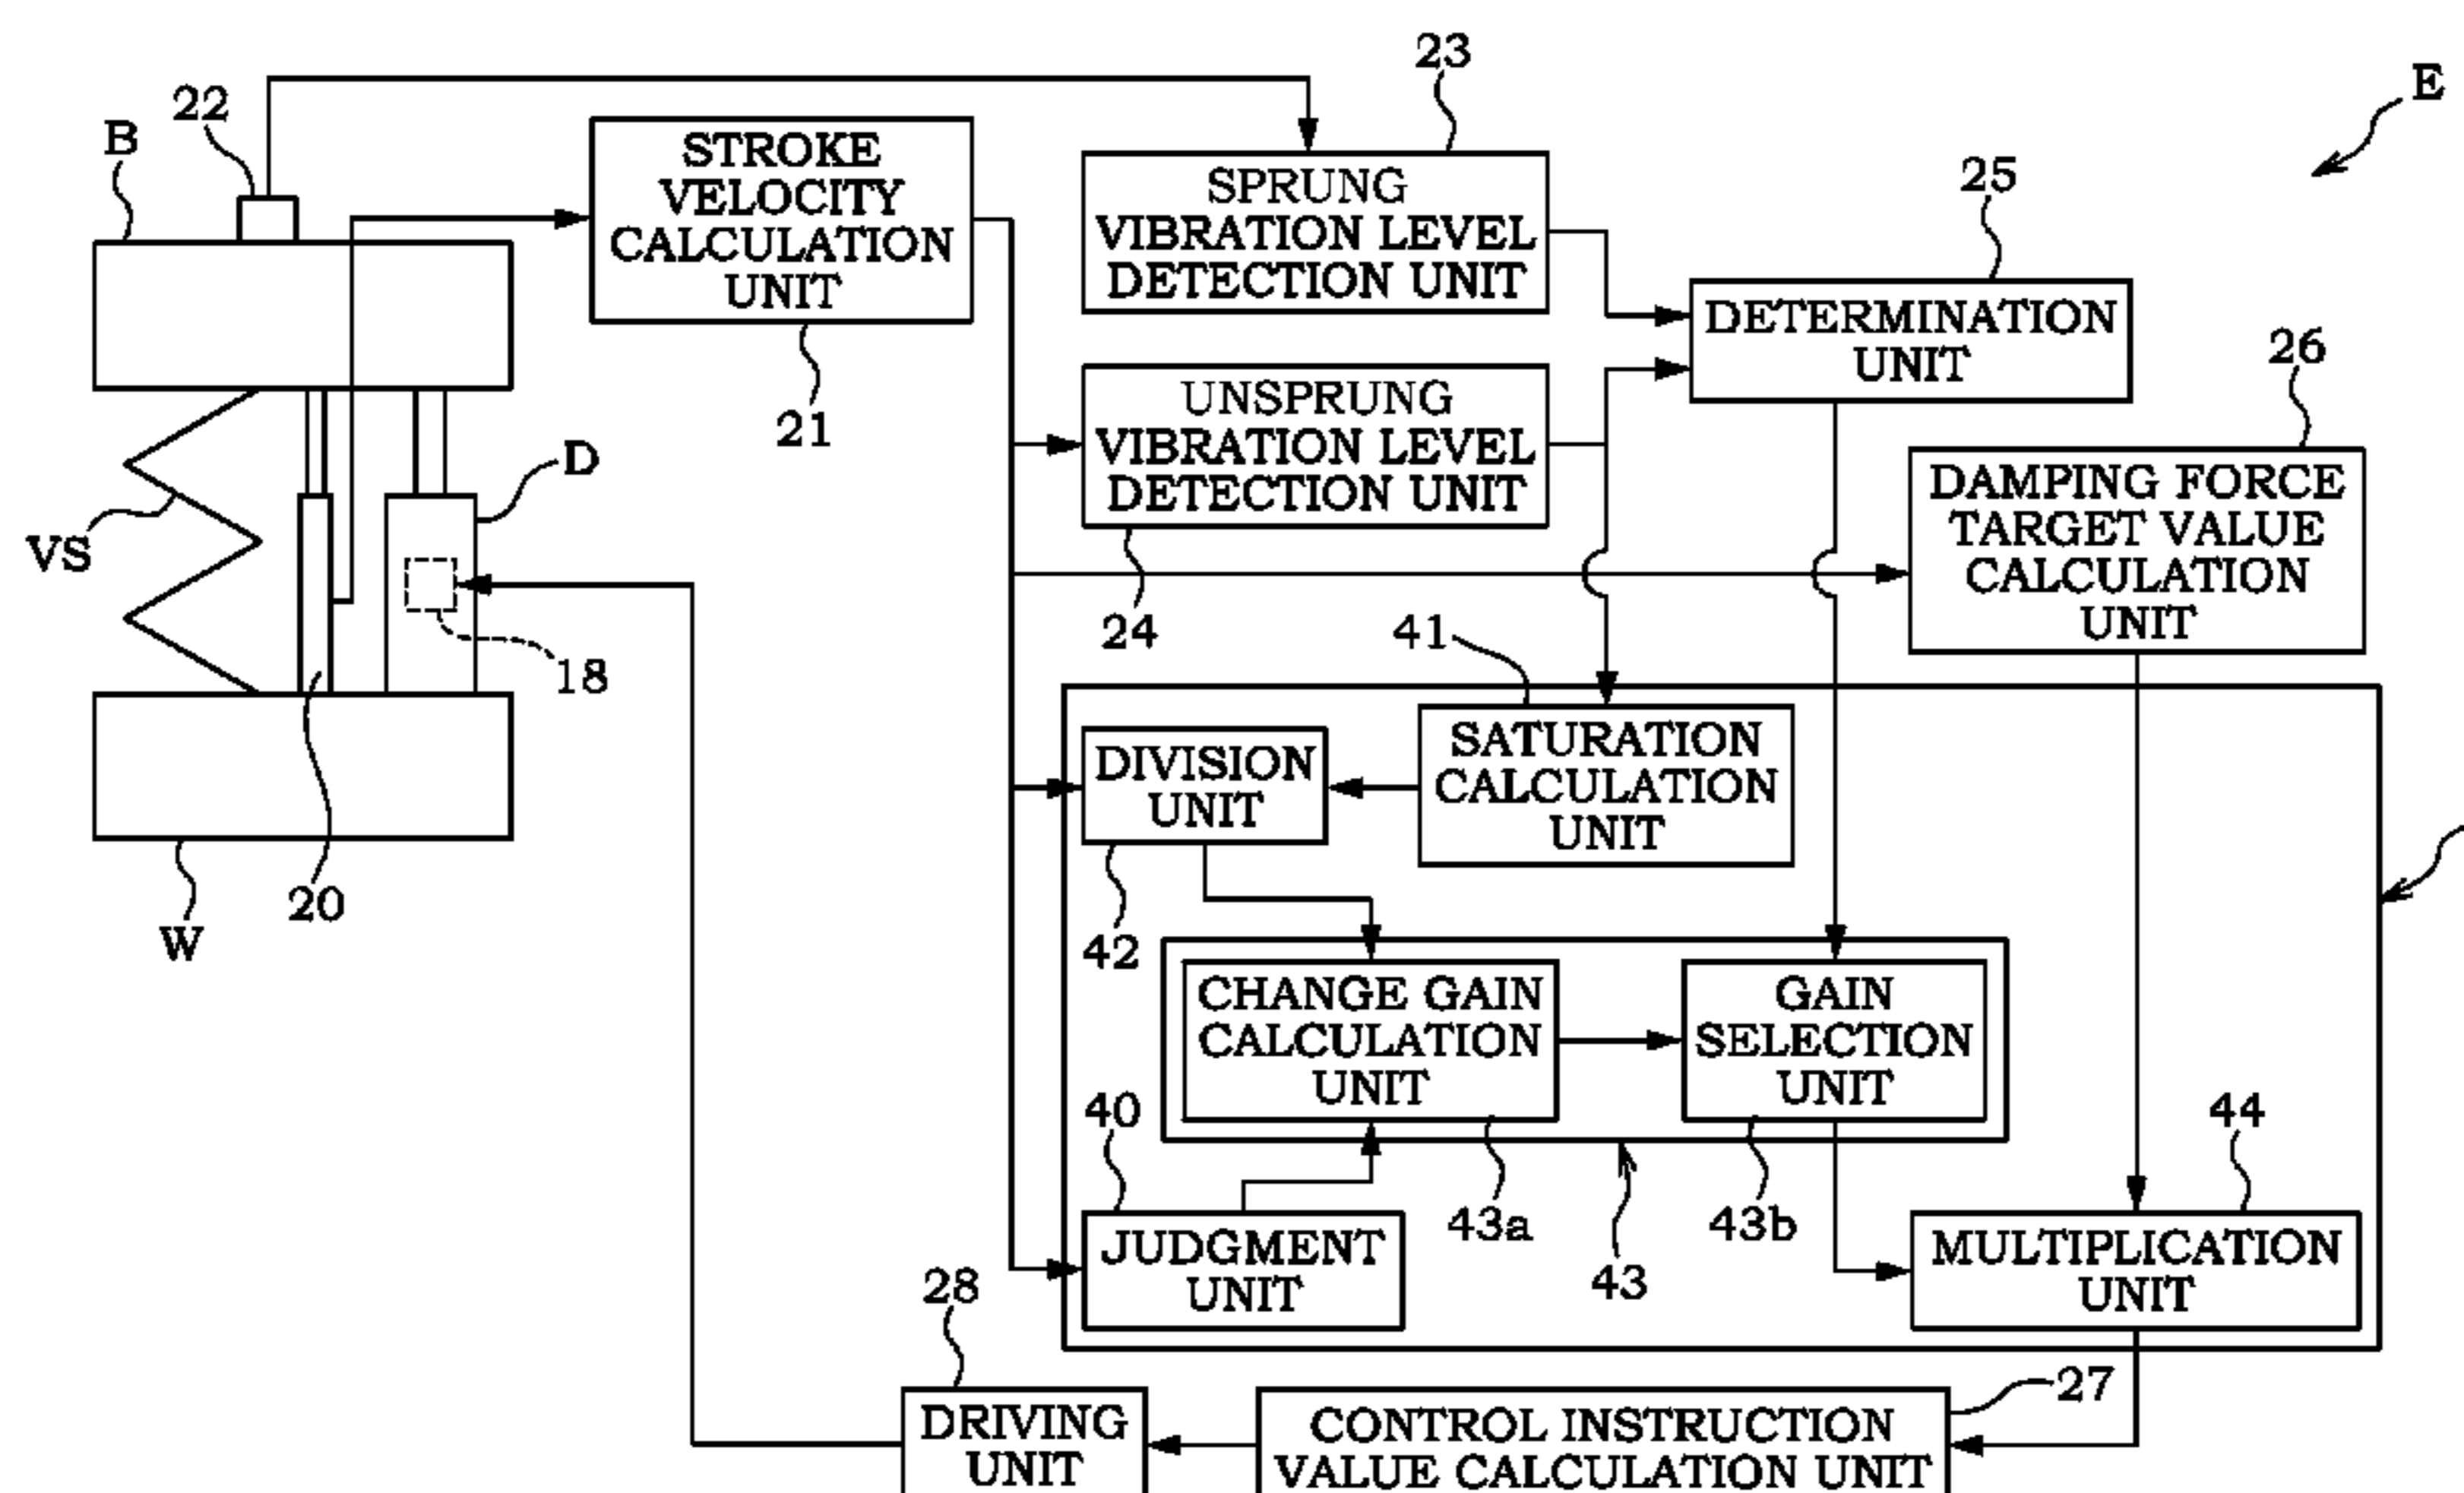 23
E
22
B
STROKE
VELOCITY
CALCULATION
UNIT
21
SPRUNG
VIBRATION LEVEL
DETECTION UNIT
25
DETERMINATION
UNIT
26
UNSPRUNG
VIBRATION LEVEL
DETECTION UNIT
24
DAMPING FORCE
TARGET VALUE
CALCULATION
UNIT
D
VS
18
20
W
41
SATURATION
CALCULATION
UNIT
DIVISION
UNIT
42
CHANGE GAIN
CALCULATION
UNIT
GAIN
SELECTION
UNIT
40
43a
43b
43
44
JUDGMENT
UNIT
MULTIPLICATION
UNIT
28
27
DRIVING
UNIT
CONTROL INSTRUCTION
VALUE CALCULATION UNIT